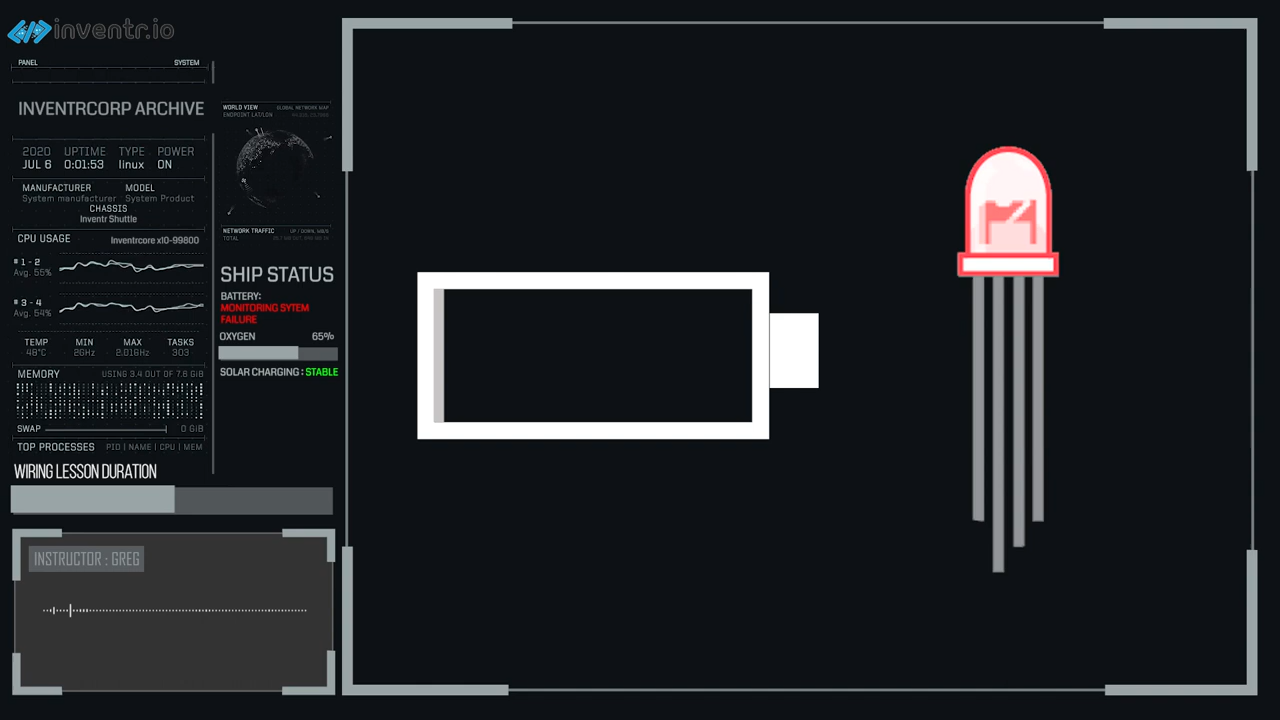 inventr.io
PANEL SYSTEM
INVENTRCORP ARCHIVE
2020 UPTIME TYPE POWER
JUL 6 0:01:53 linux ON
MANUFACTURER MODEL
System manufacturer System Product
CHASSIS
Inventr Shuttle
CPU USAGE Inventrcore x10-99800
# 1 - 2
Avg. 55%
# 3 - 4
Avg. 54%
TEMP MIN MAX TASKS
48°C 2GHz 2.01GHz 303
MEMORY USING 3.4 OUT OF 7.6 GiB
SWAP 0 GiB
TOP PROCESSES PID | NAME | CPU | MEM
WIRING LESSON DURATION
INSTRUCTOR : GREG
WORLD VIEW GLOBAL NETWORK MAP
ENDPOINT LAT/LON
NETWORK TRAFFIC UP / DOWN, MB/S
TOTAL
SHIP STATUS
BATTERY:
MONITORING SYTEM
FAILURE
OXYGEN 65%
SOLAR CHARGING : STABLE